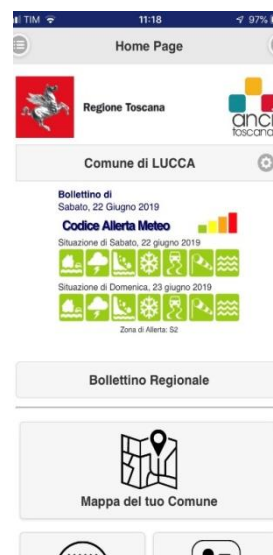 TIM 11:18 97%
Home Page
Regione Toscana
anci
toscana
Comune di LUCCA
Bollettino di
Sabato, 22 Giugno 2019
Codice Allerta Meteo
Situazione di Sabato, 22 giugno 2019
Situazione di Domenica, 23 giugno 2019
Zona di Allerta: S2
Bollettino Regionale
Mappa del tuo Comune